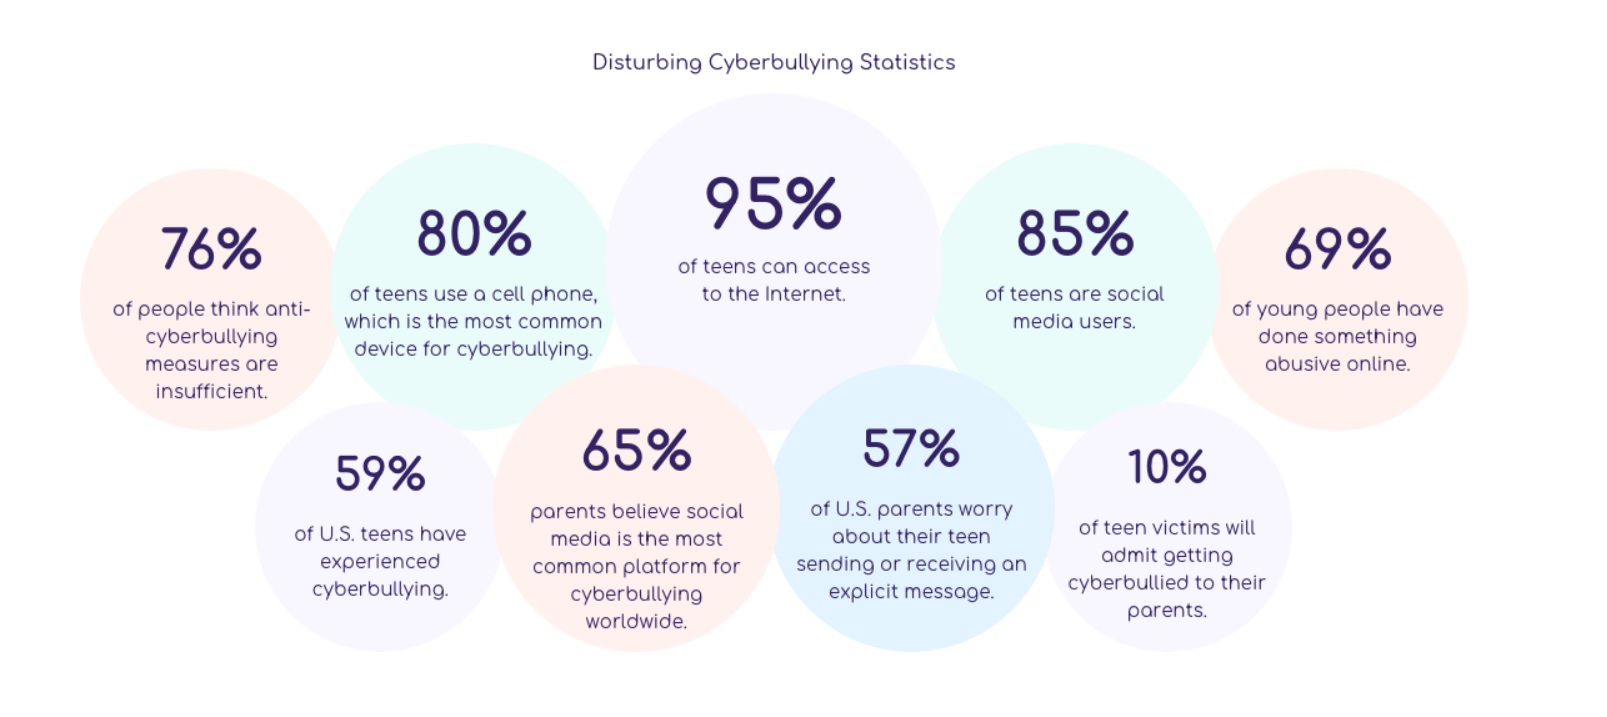 Disturbing Cyberbullying Statistics
76%
of people think anti-
cyberbullying
measures are
insufficient.
80%
of teens use a cell phone,
which is the most common
device for cyberbullying.
95%
of teens can access
to the Internet.
85%
of teens are social
media users.
69%
of young people have
done something
abusive online.
59%
of U.S. teens have
experienced
cyberbullying.
65%
parents believe social
media is the most
common platform for
cyberbullying
worldwide.
57%
of U.S. parents worry
about their teen
sending or receiving an
explicit message.
10%
of teen victims will
admit getting
cyberbullied to their
parents.